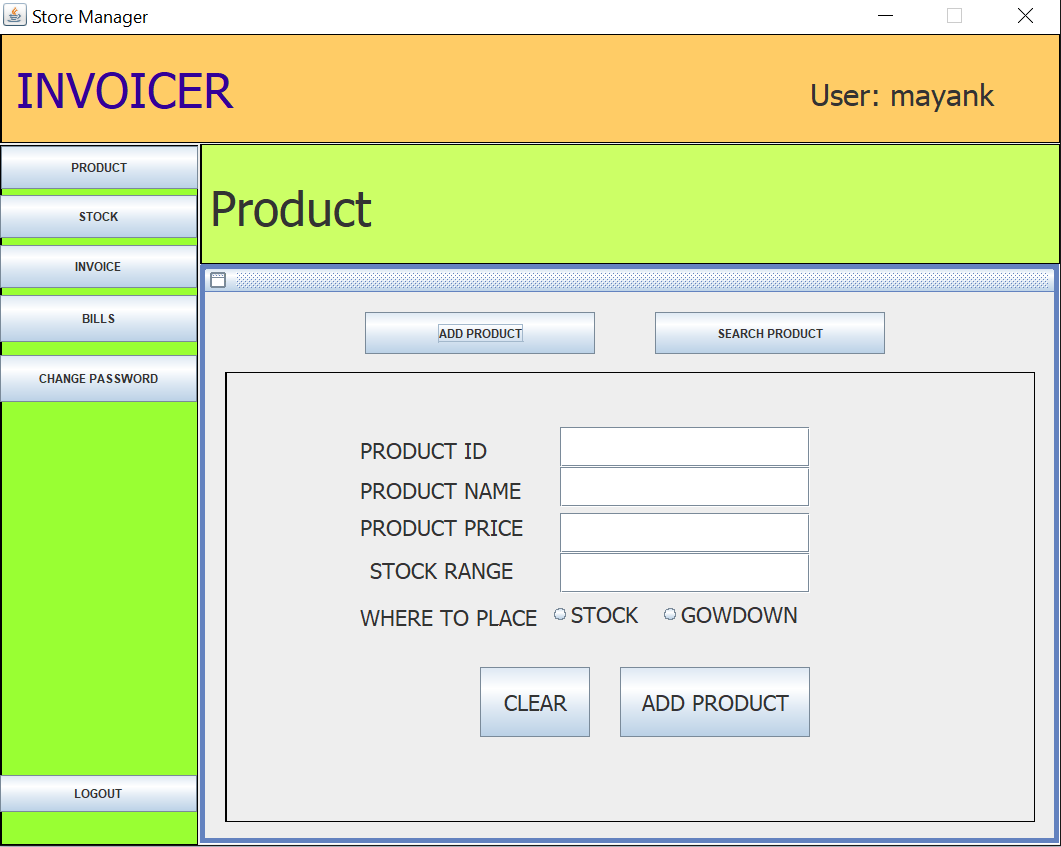 Store Manager
INVOICER
User: mayank
PRODUCT
STOCK
INVOICE
BILLS
CHANGE PASSWORD
LOGOUT
Product
ADD PRODUCT
SEARCH PRODUCT
PRODUCT ID
PRODUCT NAME
PRODUCT PRICE
STOCK RANGE
WHERE TO PLACE STOCK GOWDOWN
CLEAR
ADD PRODUCT